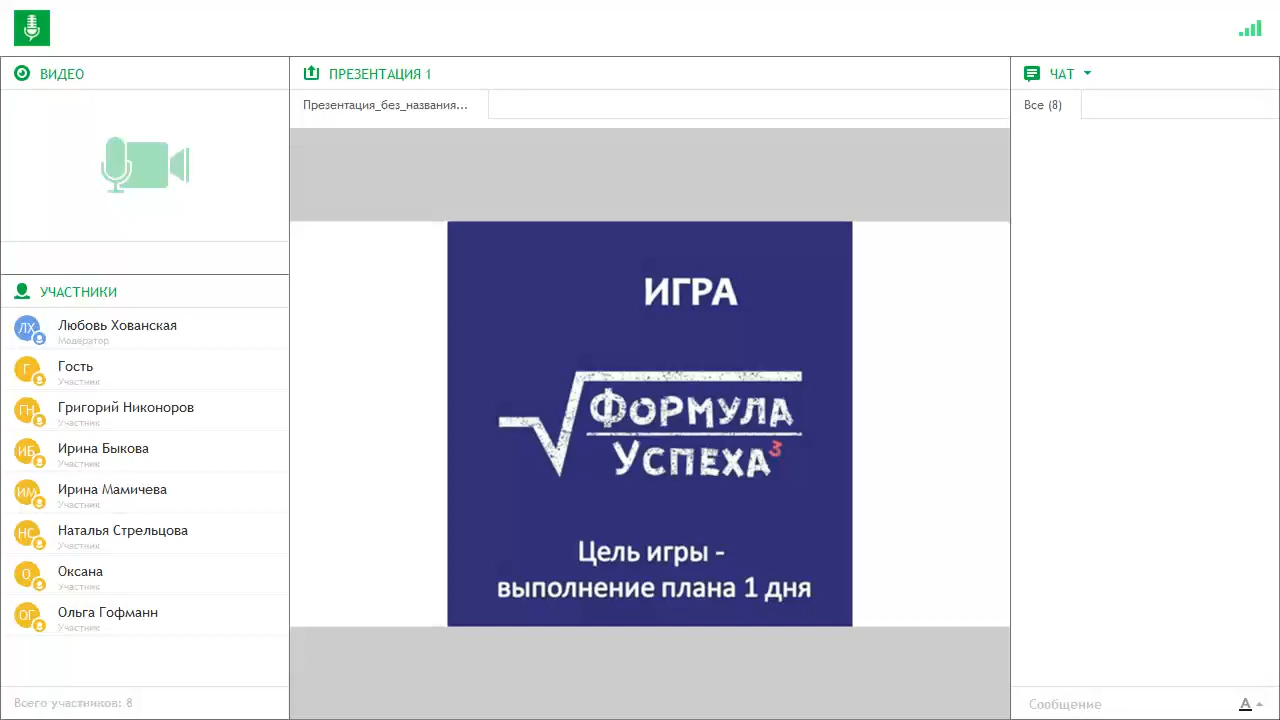 ВИДЕО
ПРЕЗЕНТАЦИЯ 1
ЧАТ
Презентация_без_названия...
Все (8)
УЧАСТНИКИ
ЛХ
Любовь Хованская
Модератор
Г
Гость
Участник
ГН
Григорий Никоноров
Участник
ИБ
Ирина Быкова
Участник
ИМ
Ирина Мамичева
Участник
НС
Наталья Стрельцова
Участник
О
Оксана
Участник
ОГ
Ольга Гофманн
Участник
Всего участников: 8
ИГРА
ФОРМУЛА
УСПЕХА³
Цель игры -
выполнение плана 1 дня
Сообщение
A